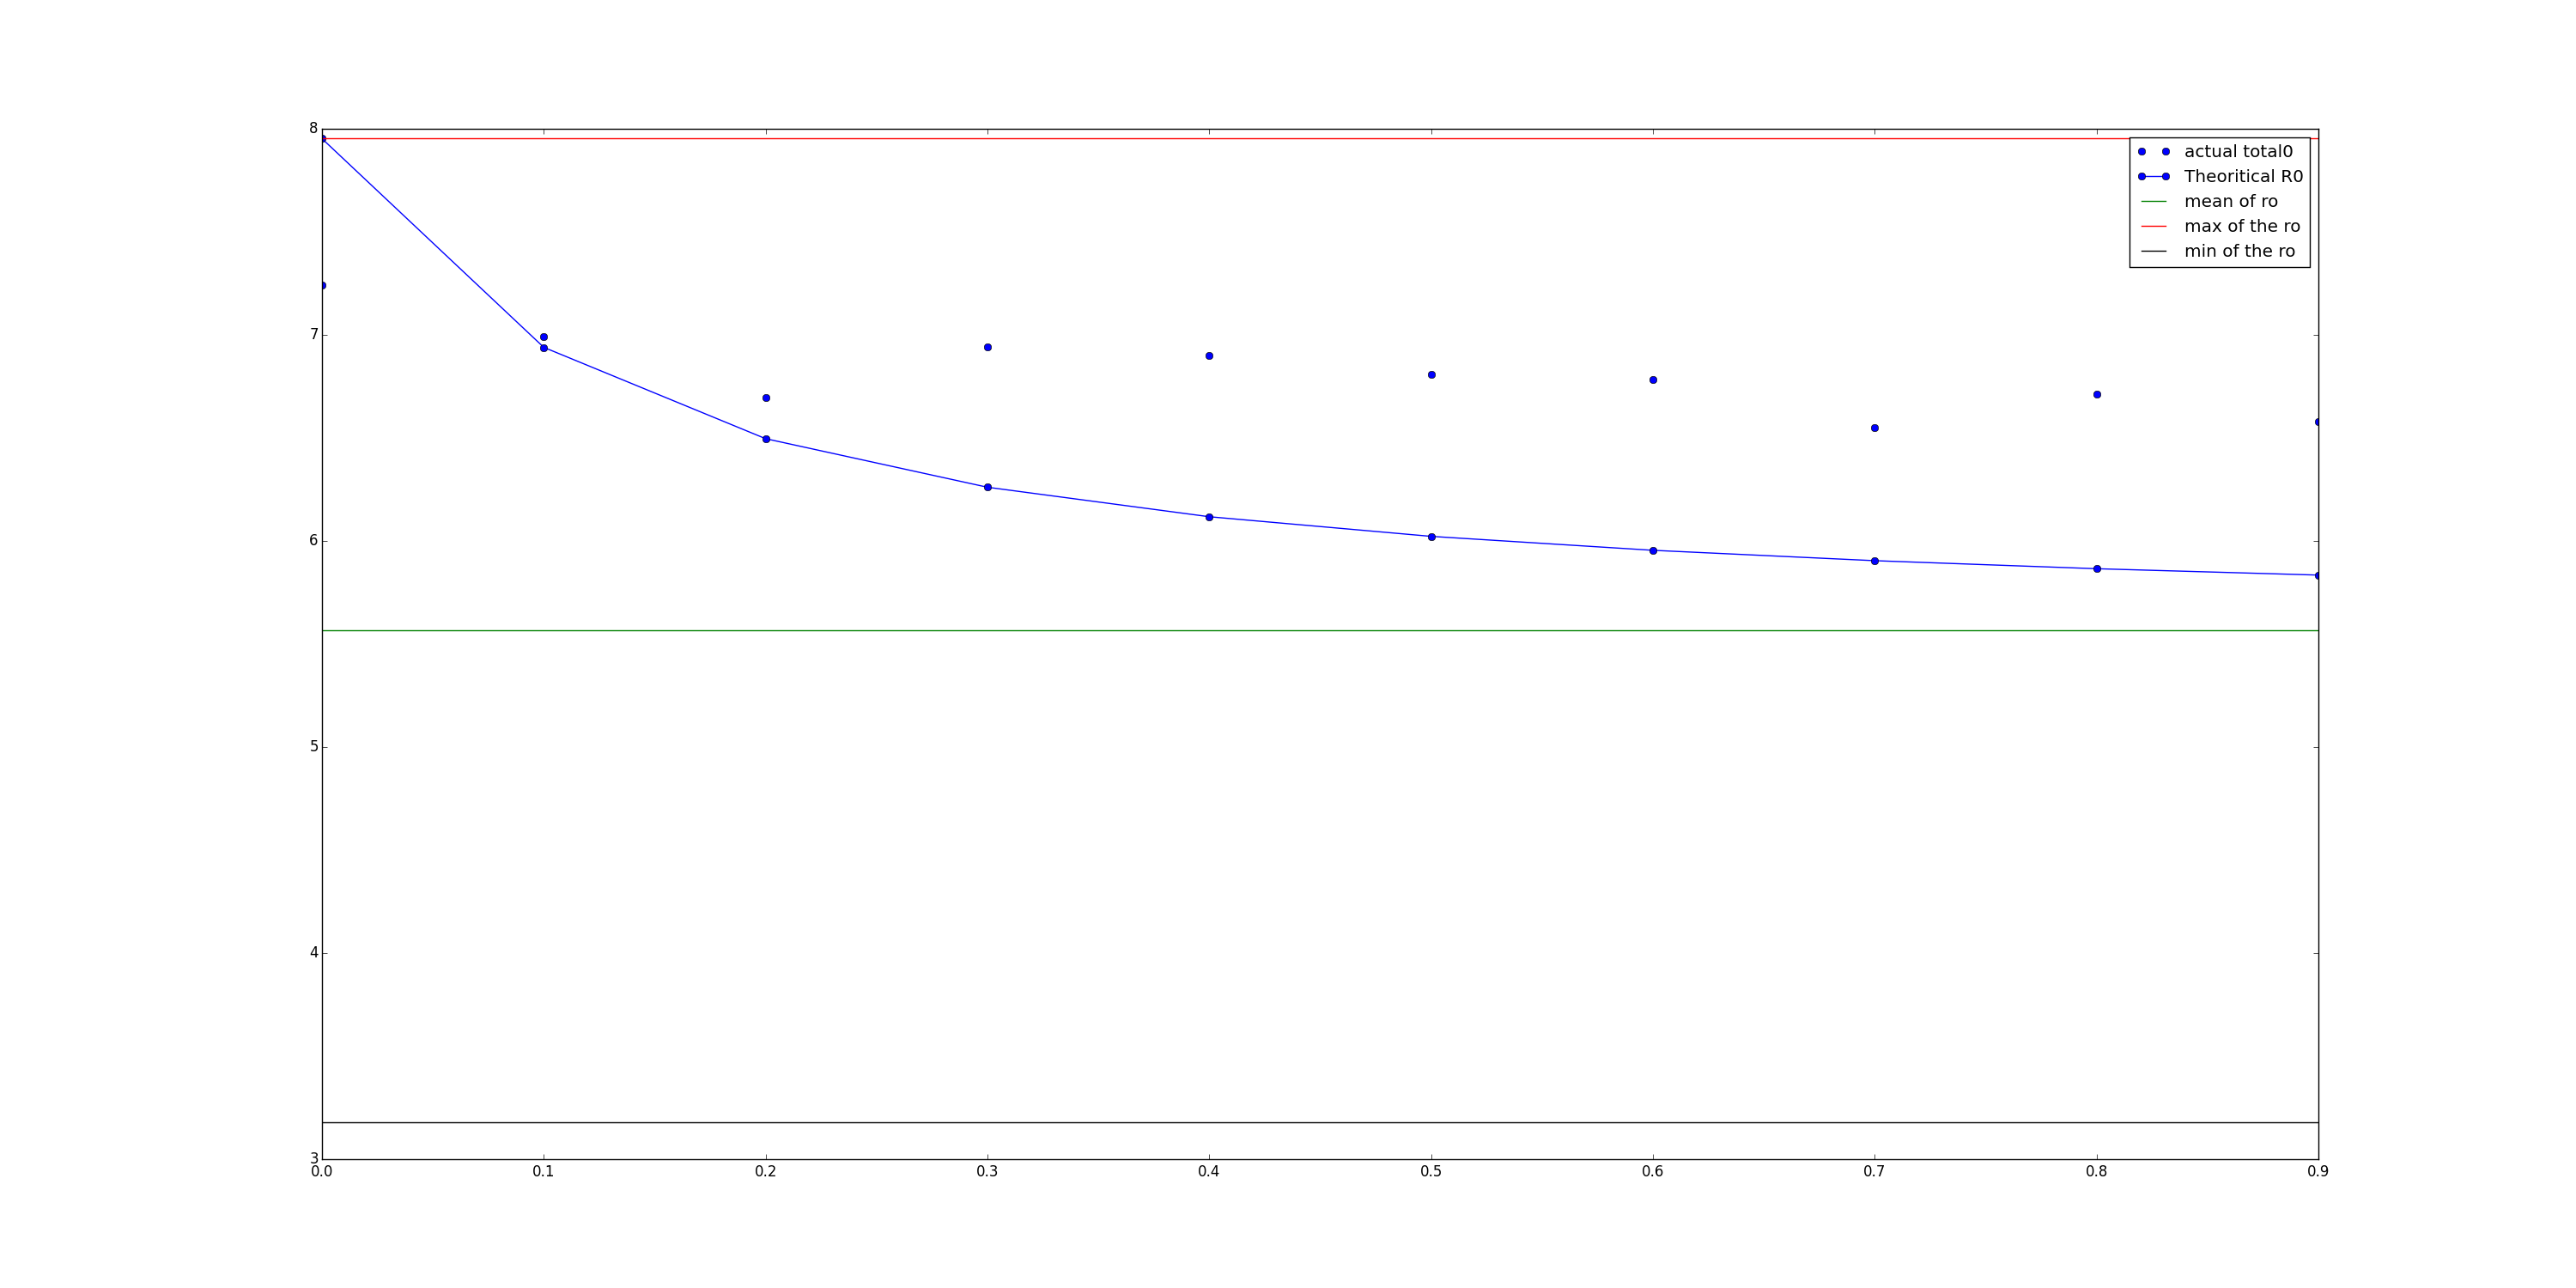 8
7
6
5
4
3
0.0 0.1 0.2 0.3 0.4 0.5 0.6 0.7 0.8 0.9
actual total0
Theoritical R0
mean of ro
max of the ro
min of the ro